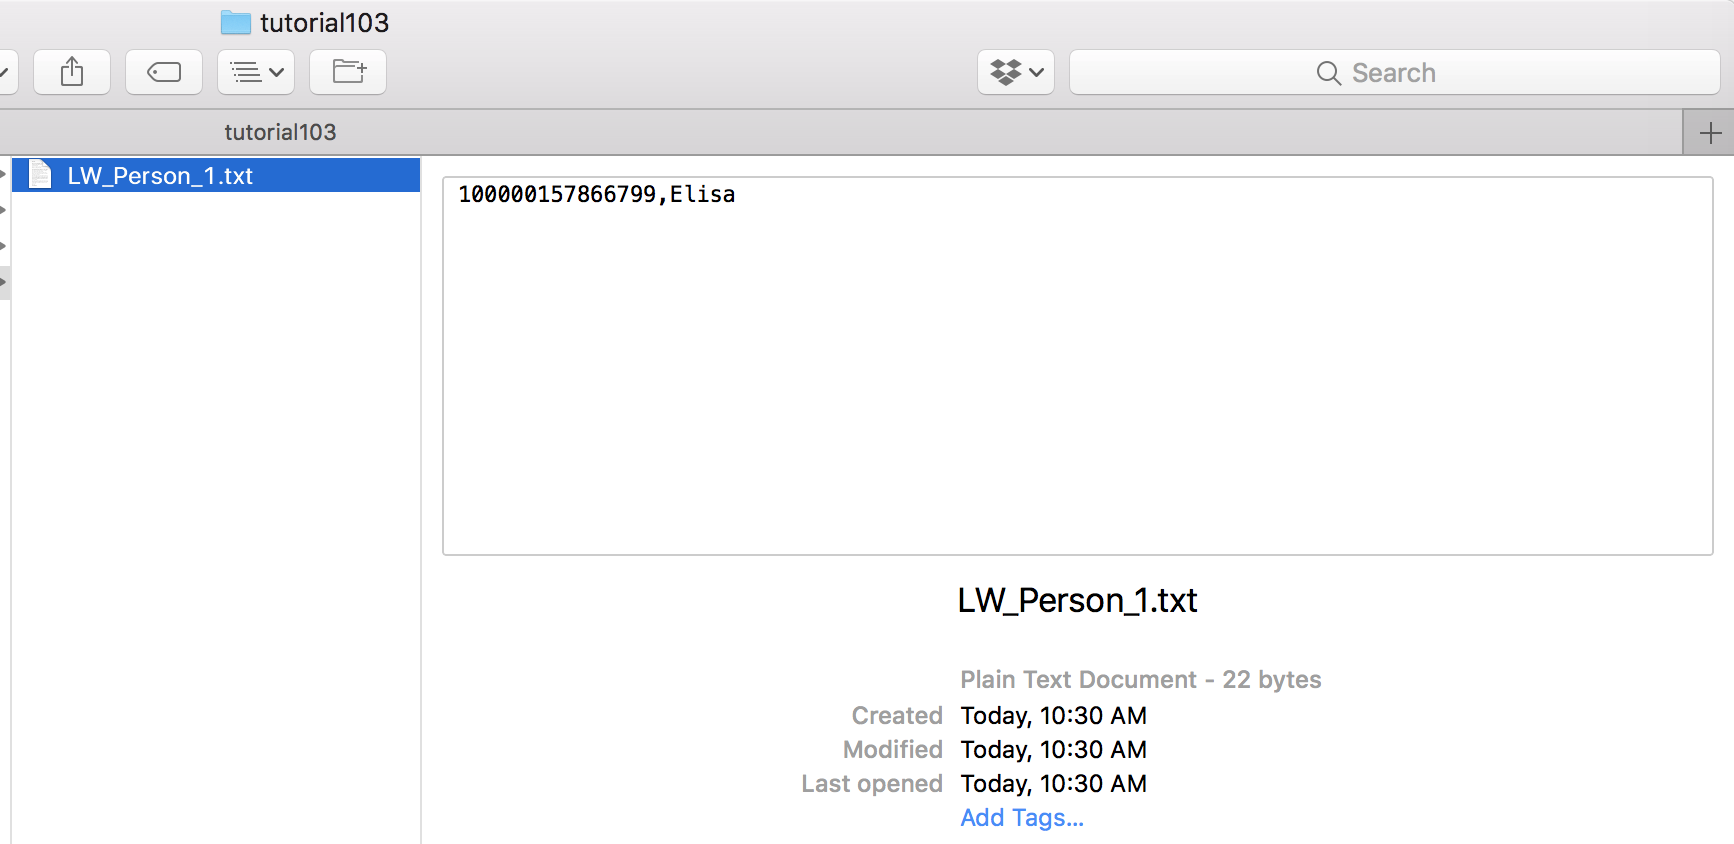 tutorial103
Search
tutorial103
LW_Person_1.txt
100000157866799,Elisa
LW_Person_1.txt
Plain Text Document - 22 bytes
Created Today, 10:30 AM
Modified Today, 10:30 AM
Last opened Today, 10:30 AM
Add Tags...